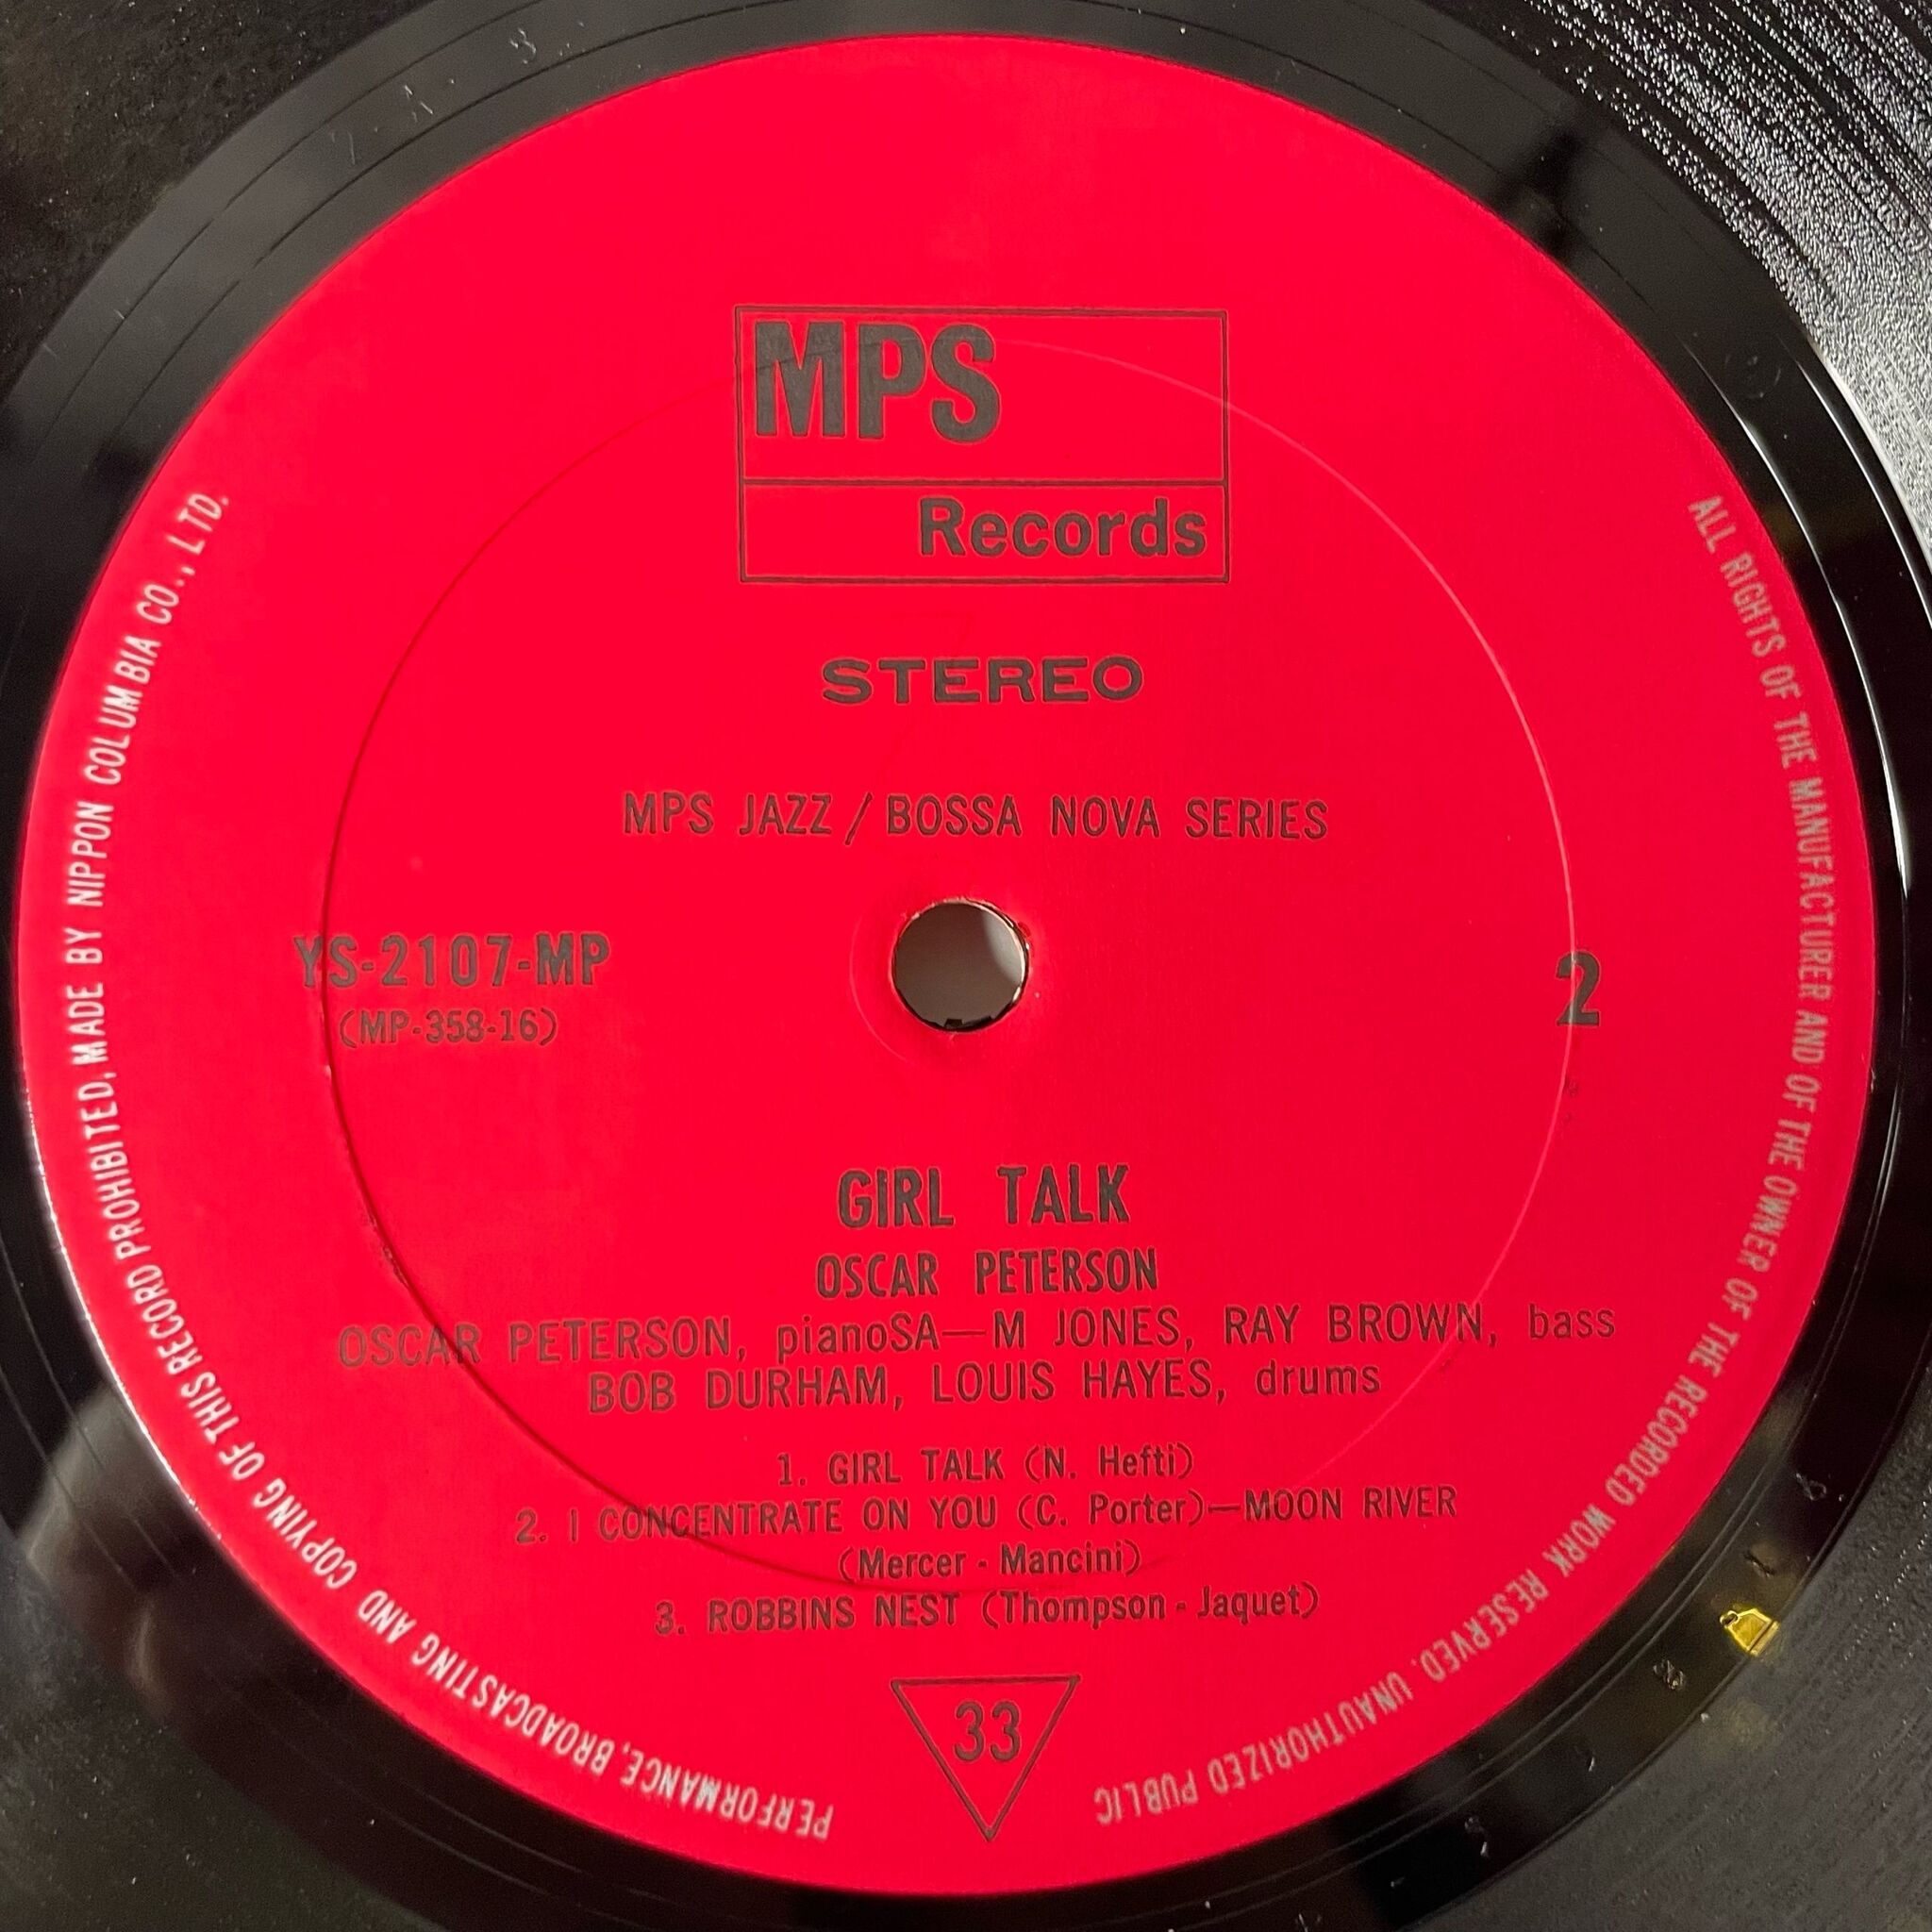 MPS
Records
STEREO
MPS JAZZ / BOSSA NOVA SERIES
YS-2107-MP
(MP-358-16)
2
GIRL TALK
OSCAR PETERSON
OSCAR PETERSON, pianoSA—M JONES, RAY BROWN, bass
BOB DURHAM, LOUIS HAYES, drums
1. GIRL TALK (N. Hefti)
2. I CONCENTRATE ON YOU (C. Porter)—MOON RIVER
(Mercer - Mancini)
3. ROBBINS NEST (Thompson - Jaquet)
33
ALL RIGHTS OF THE MANUFACTURER AND OF THE OWNER OF THE RECORDED WORK RESERVED. UNAUTHORIZED PUBLIC
PERFORMANCE, BROADCASTING AND COPYING OF THIS RECORD PROHIBITED, MADE BY NIPPON COLUMBIA CO., LTD.